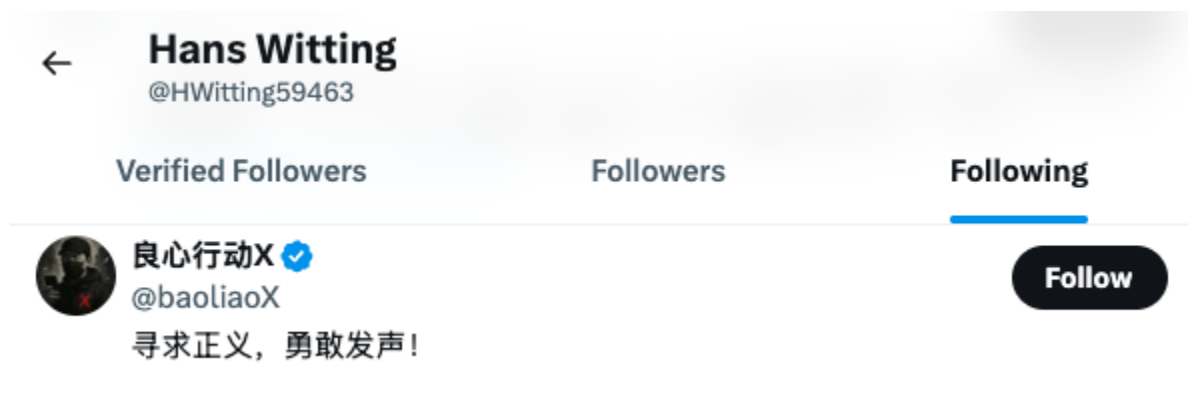 Hans Witting
@HWitting59463
Verified Followers
Followers
Following
良心行动X
@baoliaoX
Follow
寻求正义，勇敢发声！
X